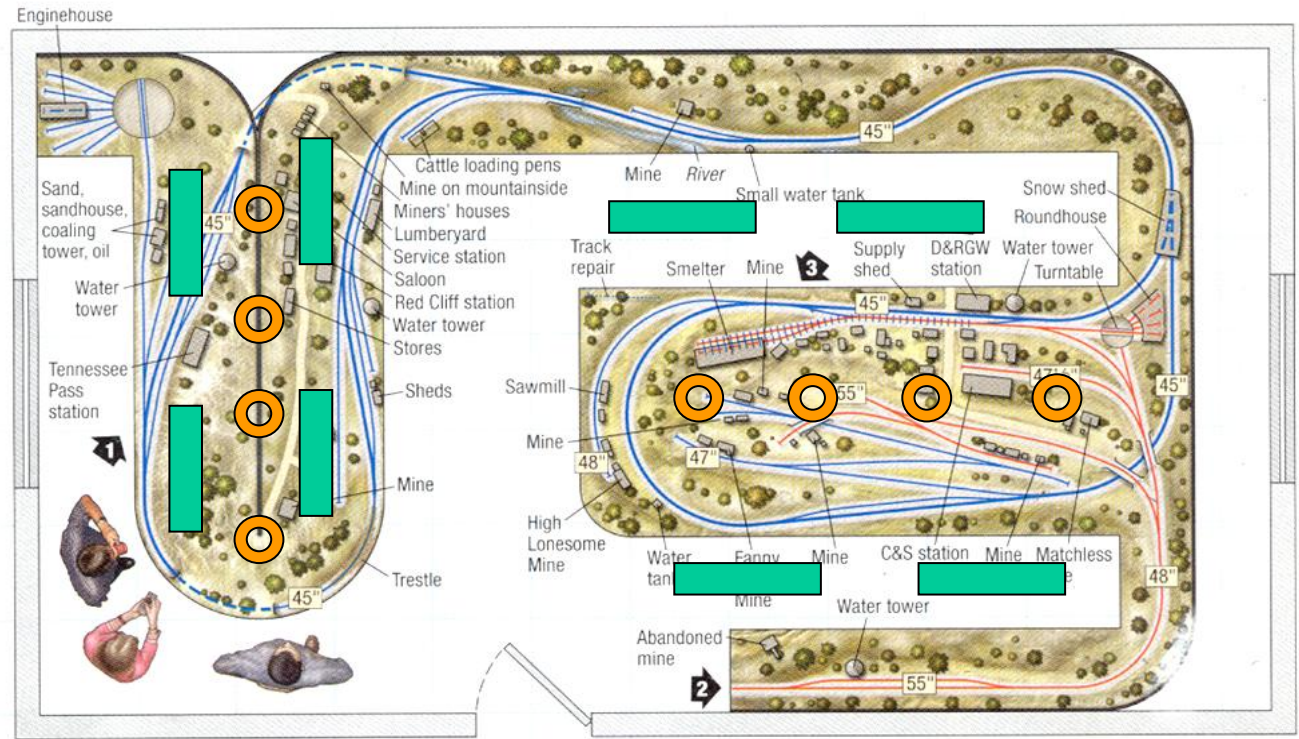 Enginehouse
Cattle loading pens
Mine on mountainside
Miners' houses
Lumberyard
Service station
Saloon
Red Cliff station
Water tower
Stores
Sheds
Mine
Trestle
45"
Sand,
sandhouse,
coaling
tower, oil
45"
Water
tower
Tennessee
Pass
station
1
45"
Mine
River
45"
Small water tank
Snow shed
Roundhouse
Track
repair
Smelter
Mine
3
Supply
shed
D&RGW
station
Water tower
Turntable
45"
Sawmill
55"
45"
Mine
47"
48"
High
Lonesome
Mine
Water
Fanny
Mine
Mine
C&S station
Mine
Matchless
48"
Abandoned
mine
Water tower
2
55"